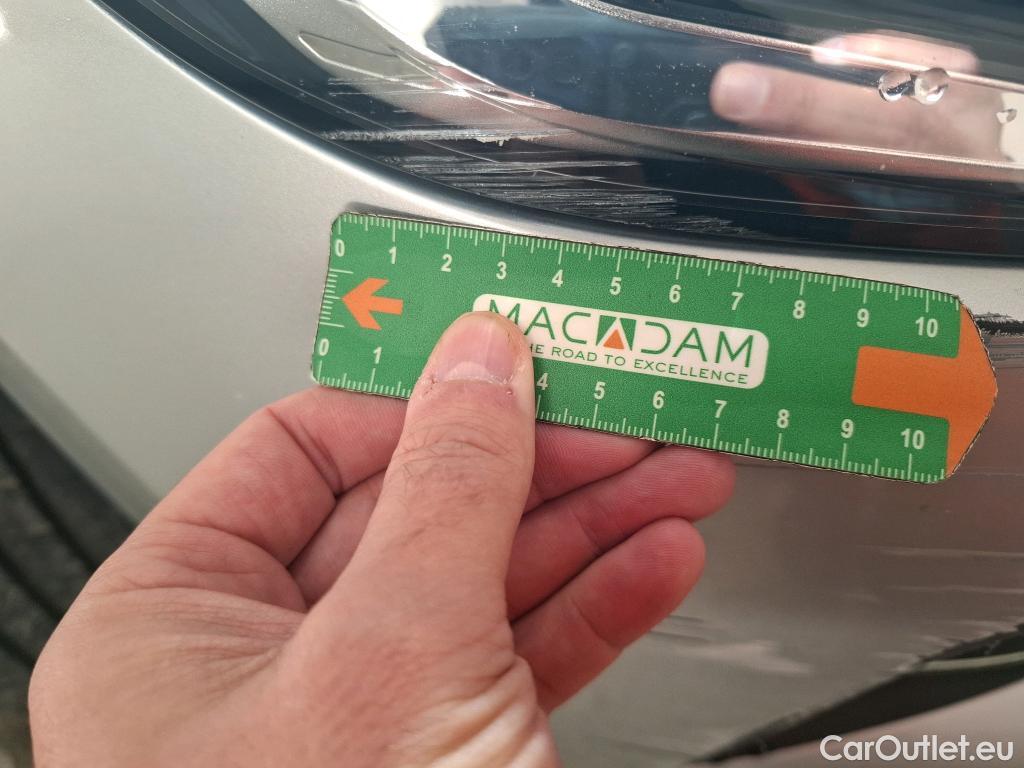 0 1 2 3 4 5 6 7 8 9 10
MACADAM
HE ROAD TO EXCELLENCE
0 1 4 5 6 7 8 9 10
CarOutlet.eu